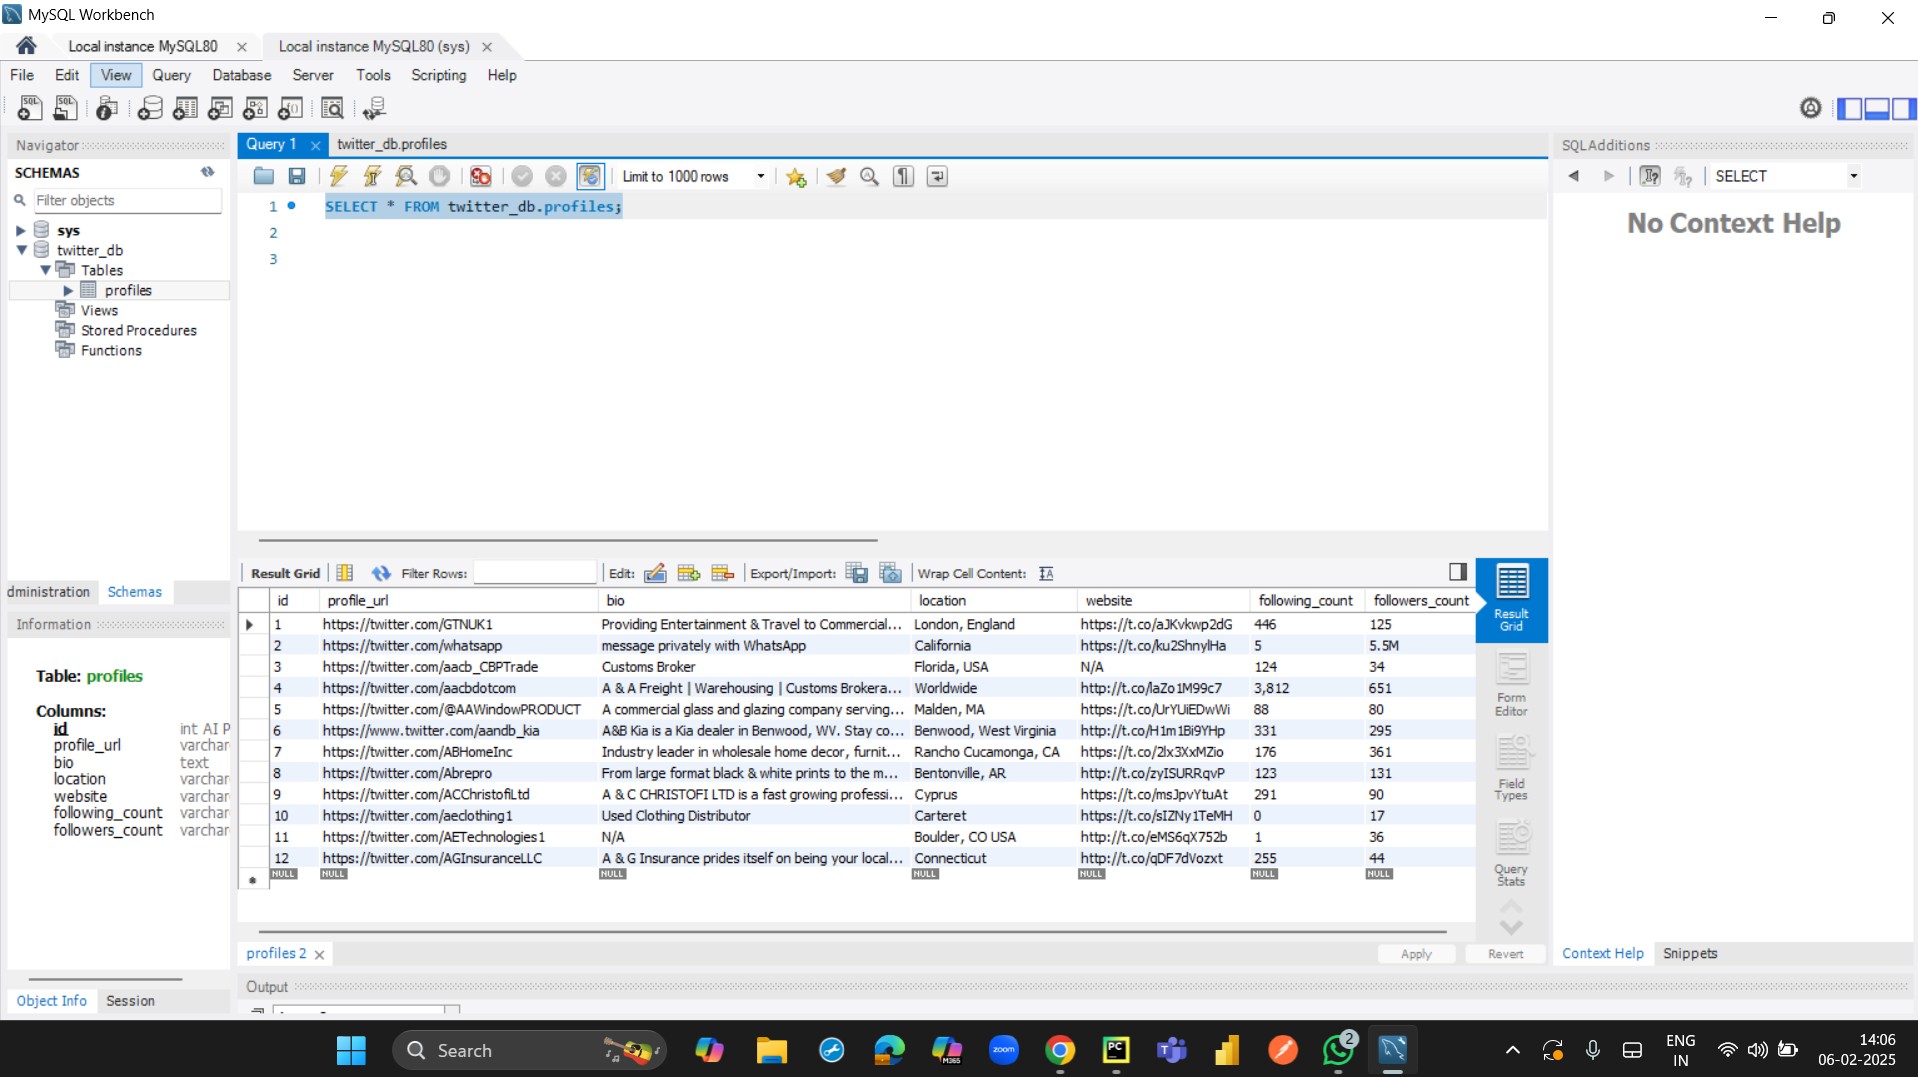 MySQL Workbench
Local instance MySQL80 Local instance MySQL80 (sys)
File Edit View Query Database Server Tools Scripting Help
Navigator
SCHEMAS
Filter objects
sys
twitter_db
Tables
profiles
Views
Stored Procedures
Functions
dministration Schemas
Information
Table: profiles
Columns:
id int AI P
profile_url varchar
bio text
location varchar
website varchar
following_count varchar
followers_count varchar
Object Info Session
Query 1 twitter_db.profiles
Limit to 1000 rows
1 SELECT * FROM twitter_db.profiles;
2
3
Result Grid Filter Rows: Edit: Export/Import: Wrap Cell Content:
id profile_url bio location website following_count followers_count
1 https://twitter.com/GTNUK1 Providing Entertainment & Travel to Commercial... London, England https://t.co/aJKvkwp2dG 446 125
2 https://twitter.com/whatsapp message privately with WhatsApp California https://t.co/ku2ShnylHa 5 5.5M
3 https://twitter.com/aacb_CBPTrade Customs Broker Florida, USA N/A 124 34
4 https://twitter.com/aacbdotcom A & A Freight | Warehousing | Customs Brokera... Worldwide http://t.co/laZo1M99c7 3,812 651
5 https://twitter.com/@AAWindowPRODUCT A commercial glass and glazing company serving... Malden, MA https://t.co/UrYUiEDwWi 88 80
6 https://www.twitter.com/aandb_kia A&B Kia is a Kia dealer in Benwood, WV. Stay co... Benwood, West Virginia http://t.co/H1m1Bi9YHp 331 295
7 https://twitter.com/ABHomeInc Industry leader in wholesale home decor, furnit... Rancho Cucamonga, CA https://t.co/2lx3XxMZio 176 361
8 https://twitter.com/Abrepro From large format black & white prints to the m... Bentonville, AR http://t.co/zyISURRqvP 123 131
9 https://twitter.com/ACChristofiLtd A & C CHRISTOFI LTD is a fast growing professi... Cyprus https://t.co/msJpvYtuAt 291 90
10 https://twitter.com/aeclothing1 Used Clothing Distributor Carteret https://t.co/sIZNy1TeMH 0 17
11 https://twitter.com/AETechnologies1 N/A Boulder, CO USA http://t.co/eMS6qX752b 1 36
12 https://twitter.com/AGInsuranceLLC A & G Insurance prides itself on being your local... Connecticut http://t.co/qDF7dVozxt 255 44
NULL NULL NULL NULL NULL NULL NULL
Result Grid
Form Editor
Field Types
Query Stats
profiles 2 Apply Revert
Output
SQLAdditions
SELECT
No Context Help
Context Help Snippets
Search
M365
zoom
PC
2
ENG
IN
14:06
06-02-2025